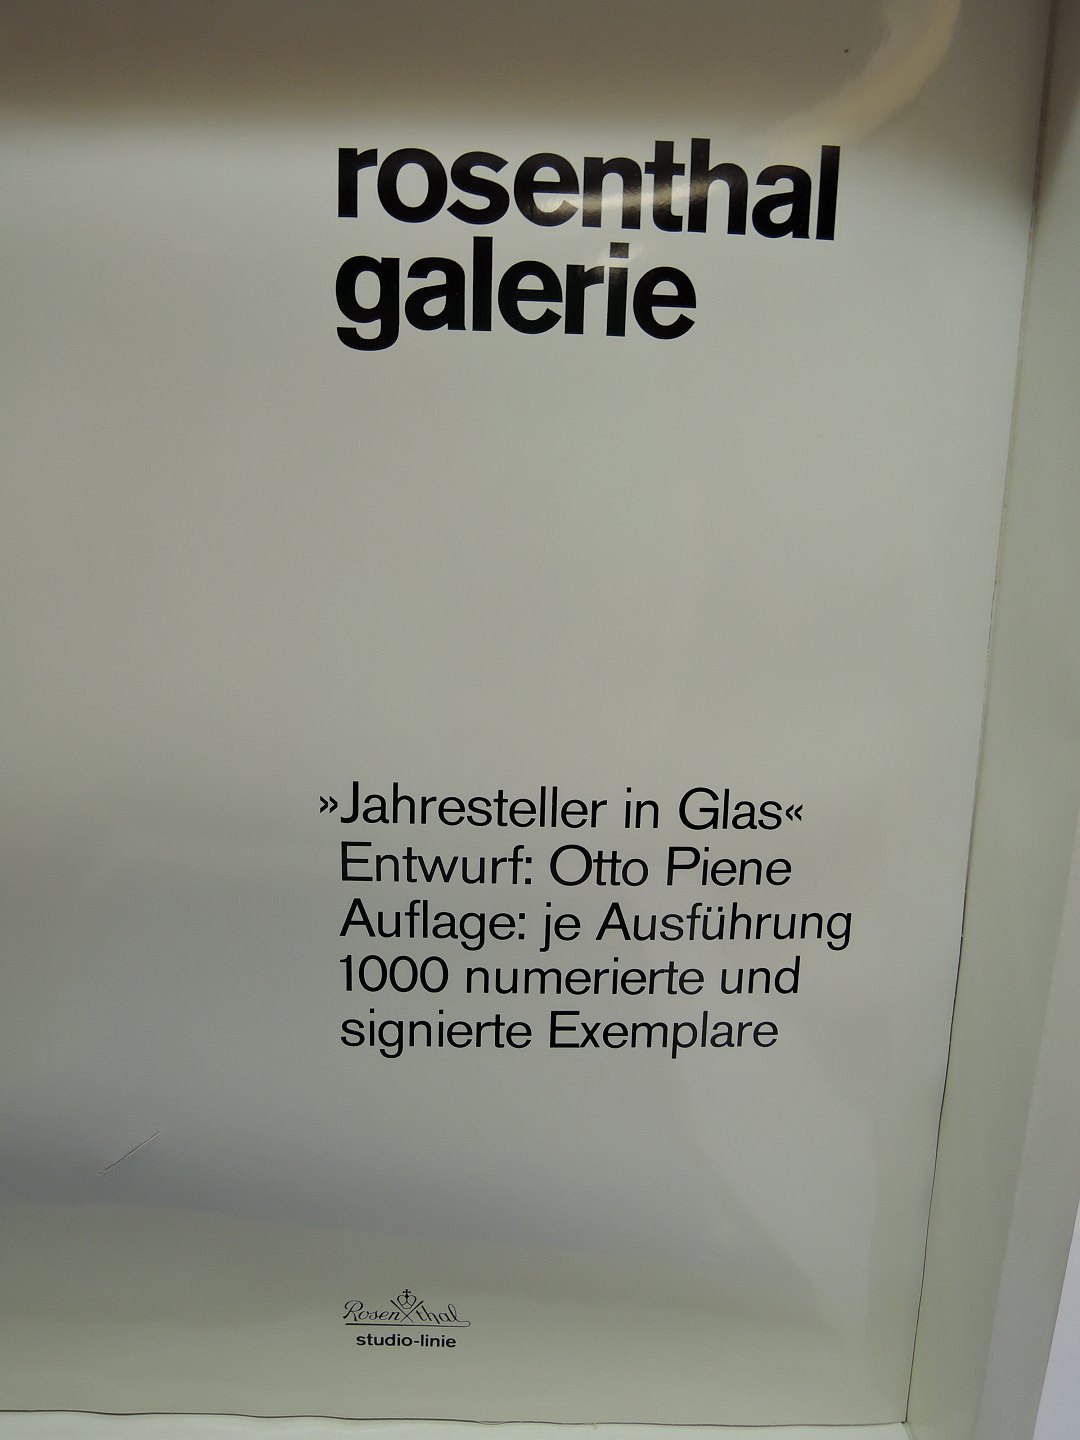 rosenthal
galerie
»Jahresteller in Glas«
Entwurf: Otto Piene
Auflage: je Ausführung
1000 numerierte und
signierte Exemplare
Rosenthal
studio-linie